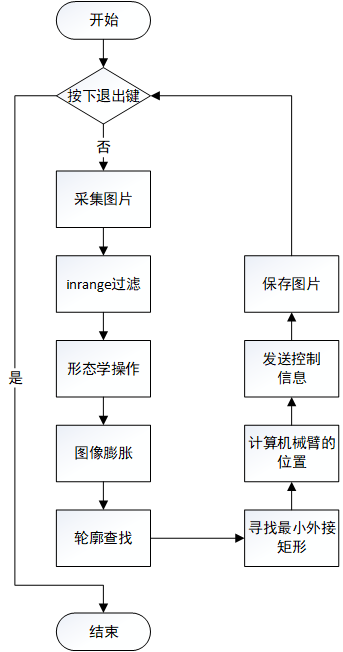 开始
按下退出键
否
采集图片
inrange过滤
形态学操作
图像膨胀
轮廓查找
寻找最小外接
矩形
计算机械臂的
位置
发送控制
信息
保存图片
是
结束